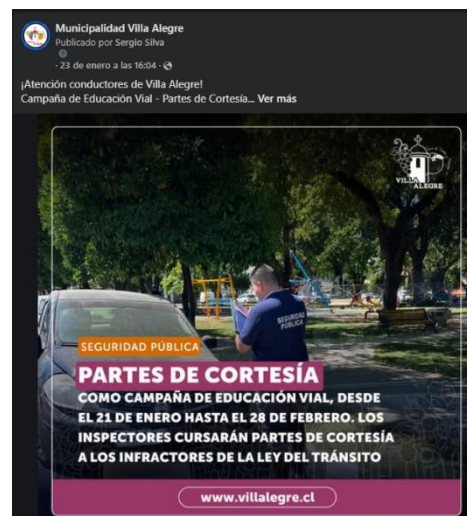 Municipalidad Villa Alegre
Publicado por Sergio Silva
· 23 de enero a las 16:04 ·
¡Atención conductores de Villa Alegre!
Campaña de Educación Vial - Partes de Cortesía... Ver más
VILLA
ALEGRE
SEGURIDAD
PÚBLICA
SEGURIDAD PÚBLICA
PARTES DE CORTESÍA
COMO CAMPAÑA DE EDUCACIÓN VIAL, DESDE
EL 21 DE ENERO HASTA EL 28 DE FEBRERO. LOS
INSPECTORES CURSARÁN PARTES DE CORTESÍA
A LOS INFRACTORES DE LA LEY DEL TRÁNSITO
www.villalegre.cl